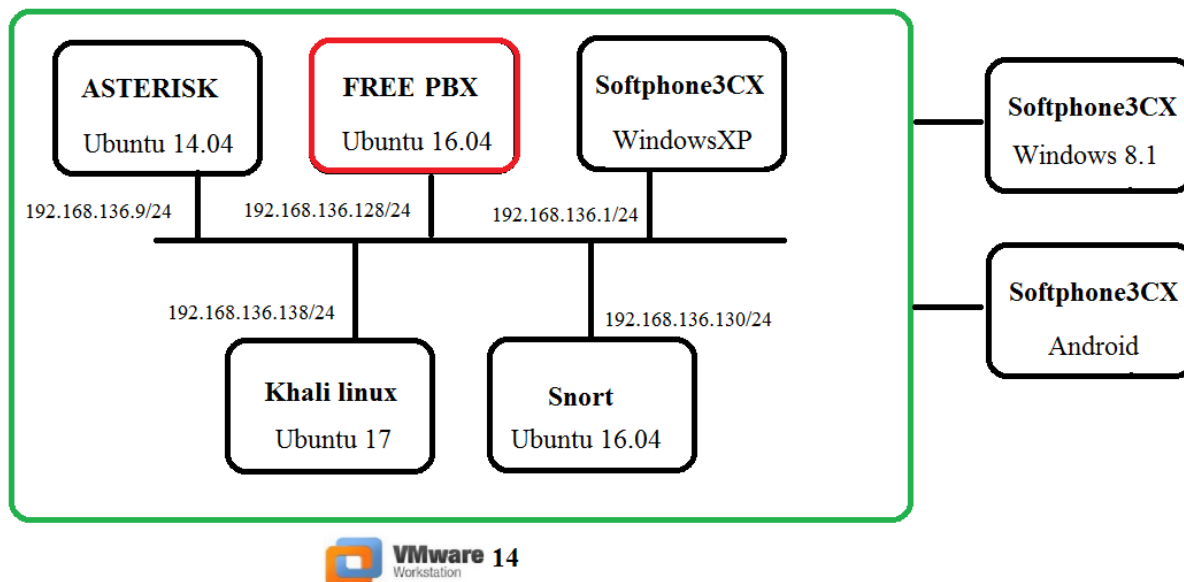 ASTERISK
Ubuntu 14.04
FREE PBX
Ubuntu 16.04
Softphone3CX
WindowsXP
Softphone3CX
Windows 8.1
192.168.136.9/24
192.168.136.128/24
192.168.136.1/24
192.168.136.138/24
192.168.136.130/24
Softphone3CX
Android
Khali linux
Ubuntu 17
Snort
Ubuntu 16.04
VMware 14
Workstation